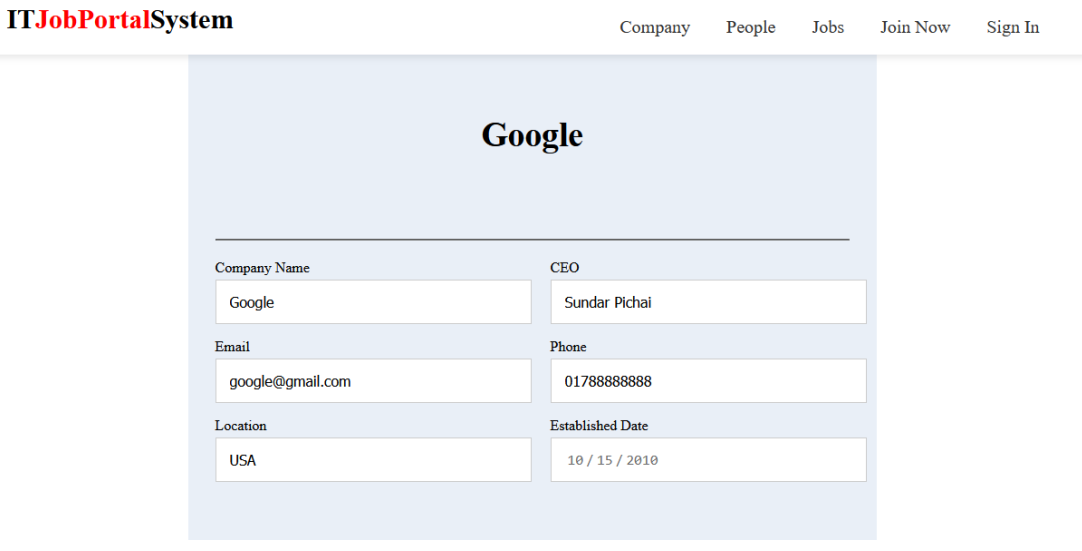 ITJobPortalSystem
Company People Jobs Join Now Sign In
Google
Company Name CEO
Google Sundar Pichai
Email Phone
google@gmail.com 01788888888
Location Established Date
USA 10 / 15 / 2010